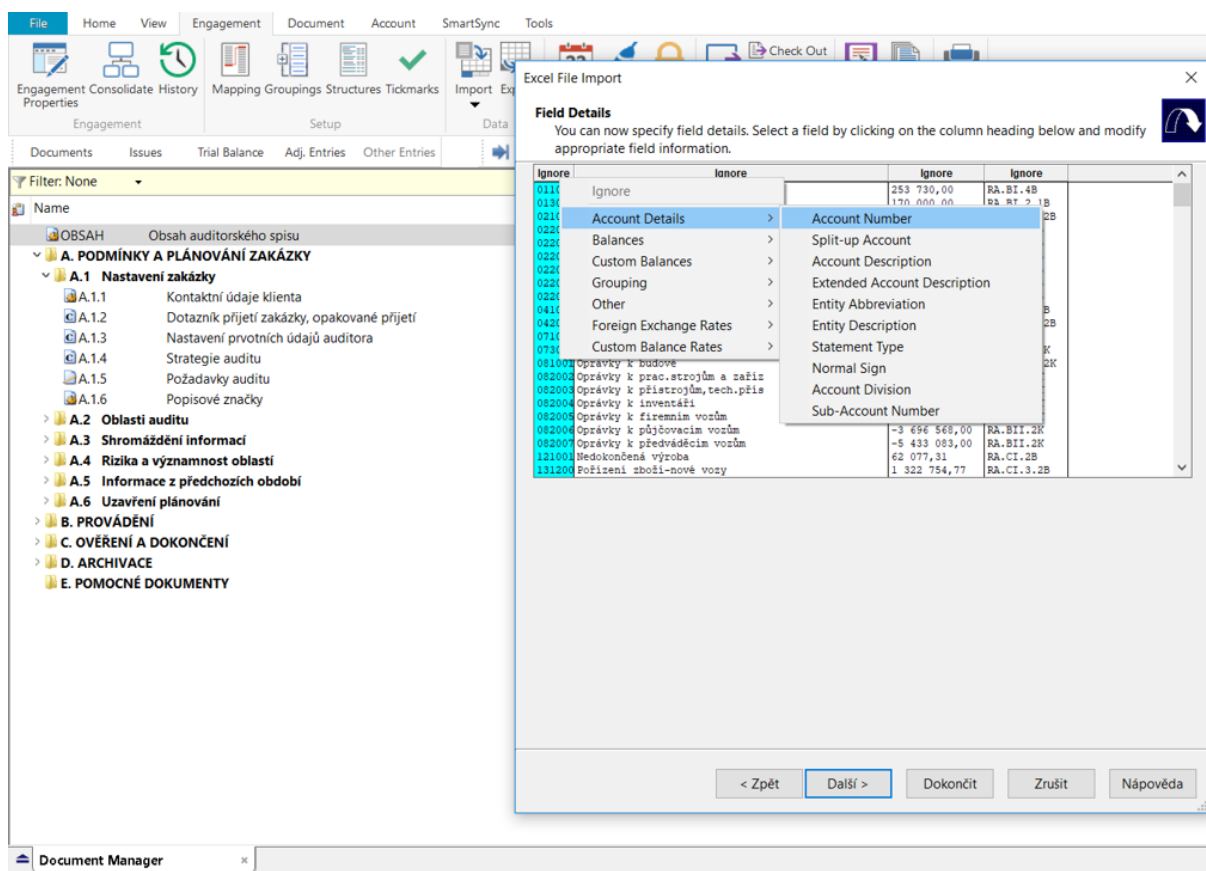 File Home View Engagement Document Account SmartSync Tools
Check Out
Engagement Properties Consolidate History Mapping Groupings Structures Tickmarks Import
Engagement Setup Data
Documents Issues Trial Balance Adj. Entries Other Entries
Filter: None
Name
OBSAH Obsah auditorského spisu
A. PODMÍNKY A PLÁNOVÁNÍ ZAKÁZKY
A.1 Nastavení zakázky
A.1.1 Kontaktní údaje klienta
A.1.2 Dotazník přijetí zakázky, opakované přijetí
A.1.3 Nastavení prvotních údajů auditora
A.1.4 Strategie auditu
A.1.5 Požadavky auditu
A.1.6 Popisové značky
A.2 Oblasti auditu
A.3 Shromáždění informací
A.4 Rizika a významnost oblastí
A.5 Informace z předchozích období
A.6 Uzavření plánování
B. PROVÁDĚNÍ
C. OVĚŘENÍ A DOKONČENÍ
D. ARCHIVACE
E. POMOCNÉ DOKUMENTY
Excel File Import
Field Details
You can now specify field details. Select a field by clicking on the column heading below and modify
appropriate field information.
Ignore Ignore Ignore Ignore
253 730,00 RA.BI.4B
170 000,00 RA.BI.2.1B
Ignore
Account Details
Balances
Custom Balances
Grouping
Other
Foreign Exchange Rates
Custom Balance Rates
Account Number
Split-up Account
Account Description
Extended Account Description
Entity Abbreviation
Entity Description
Statement Type
Normal Sign
Account Division
Sub-Account Number
081001 Oprávky k budově
082002 Oprávky k prac.strojům a zaříz
082003 Oprávky k přístrojům,tech.přís
082004 Oprávky k inventáři
082005 Oprávky k firemním vozům
082006 Oprávky k půjčovacím vozům -3 696 568,00 RA.BII.2K
082007 Oprávky k předváděcím vozům -5 433 083,00 RA.BII.2K
121001 Nedokončená výroba 62 077,31 RA.CI.2B
131200 Pořízení zboží-nové vozy 1 322 754,77 RA.CI.3.2B
< Zpět Další > Dokončit Zrušit Nápověda
Document Manager